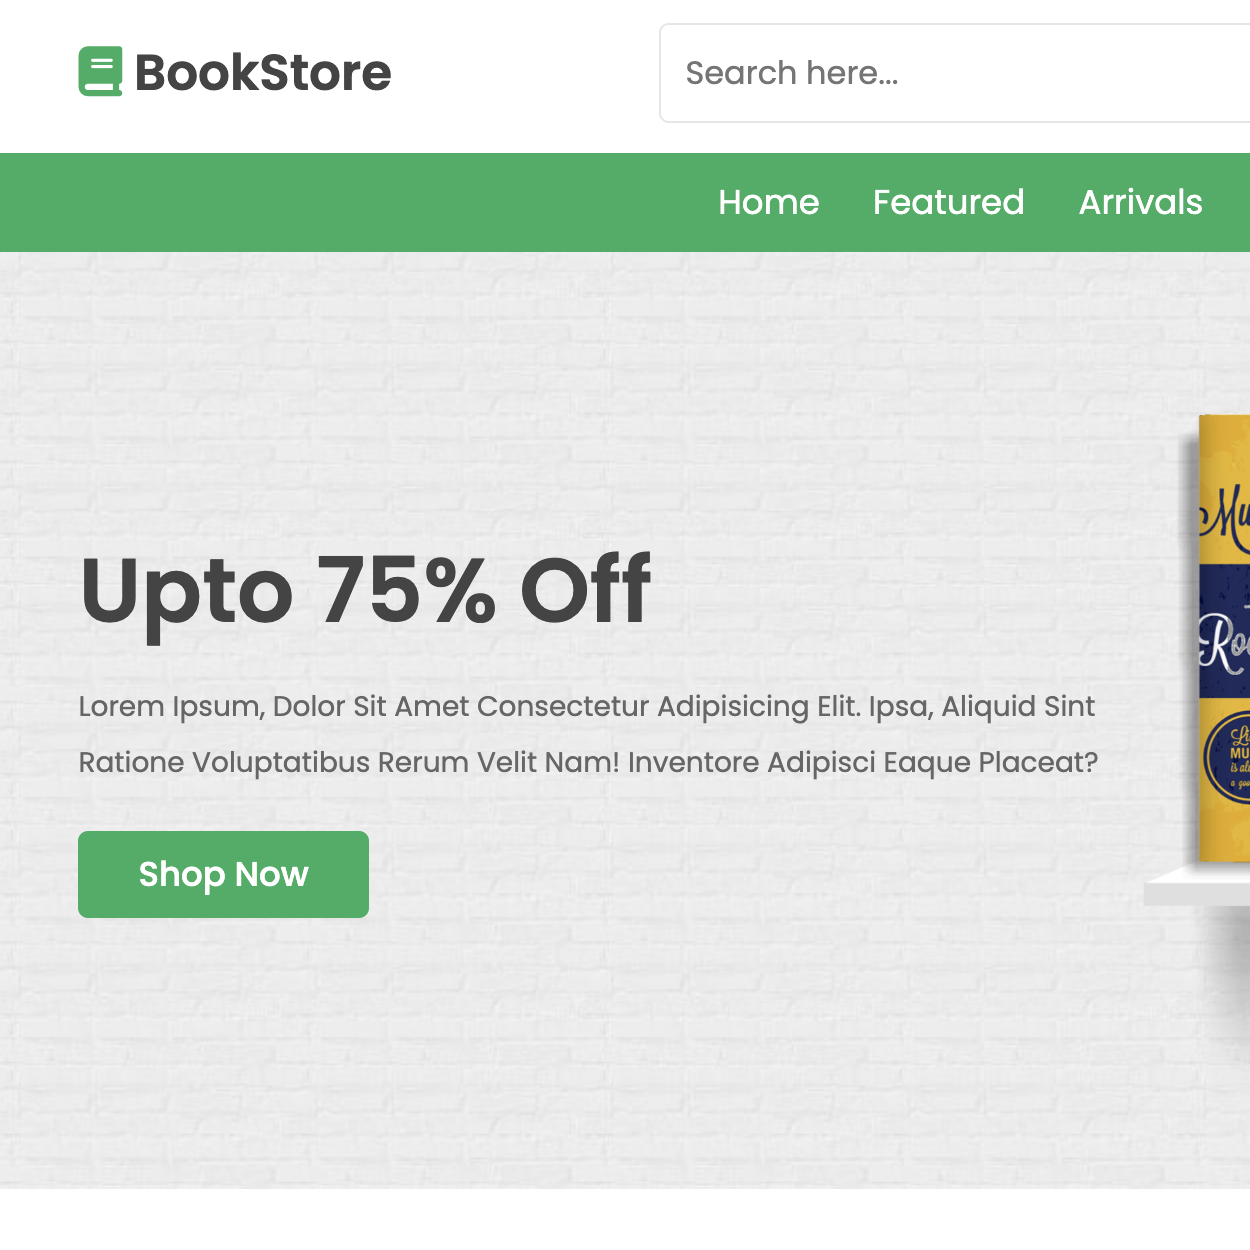 BookStore
Search here...
Home Featured Arrivals
Upto 75% Off
Lorem Ipsum, Dolor Sit Amet Consectetur Adipisicing Elit. Ipsa, Aliquid Sint
Ratione Voluptatibus Rerum Velit Nam! Inventore Adipisci Eaque Placeat?
Shop Now